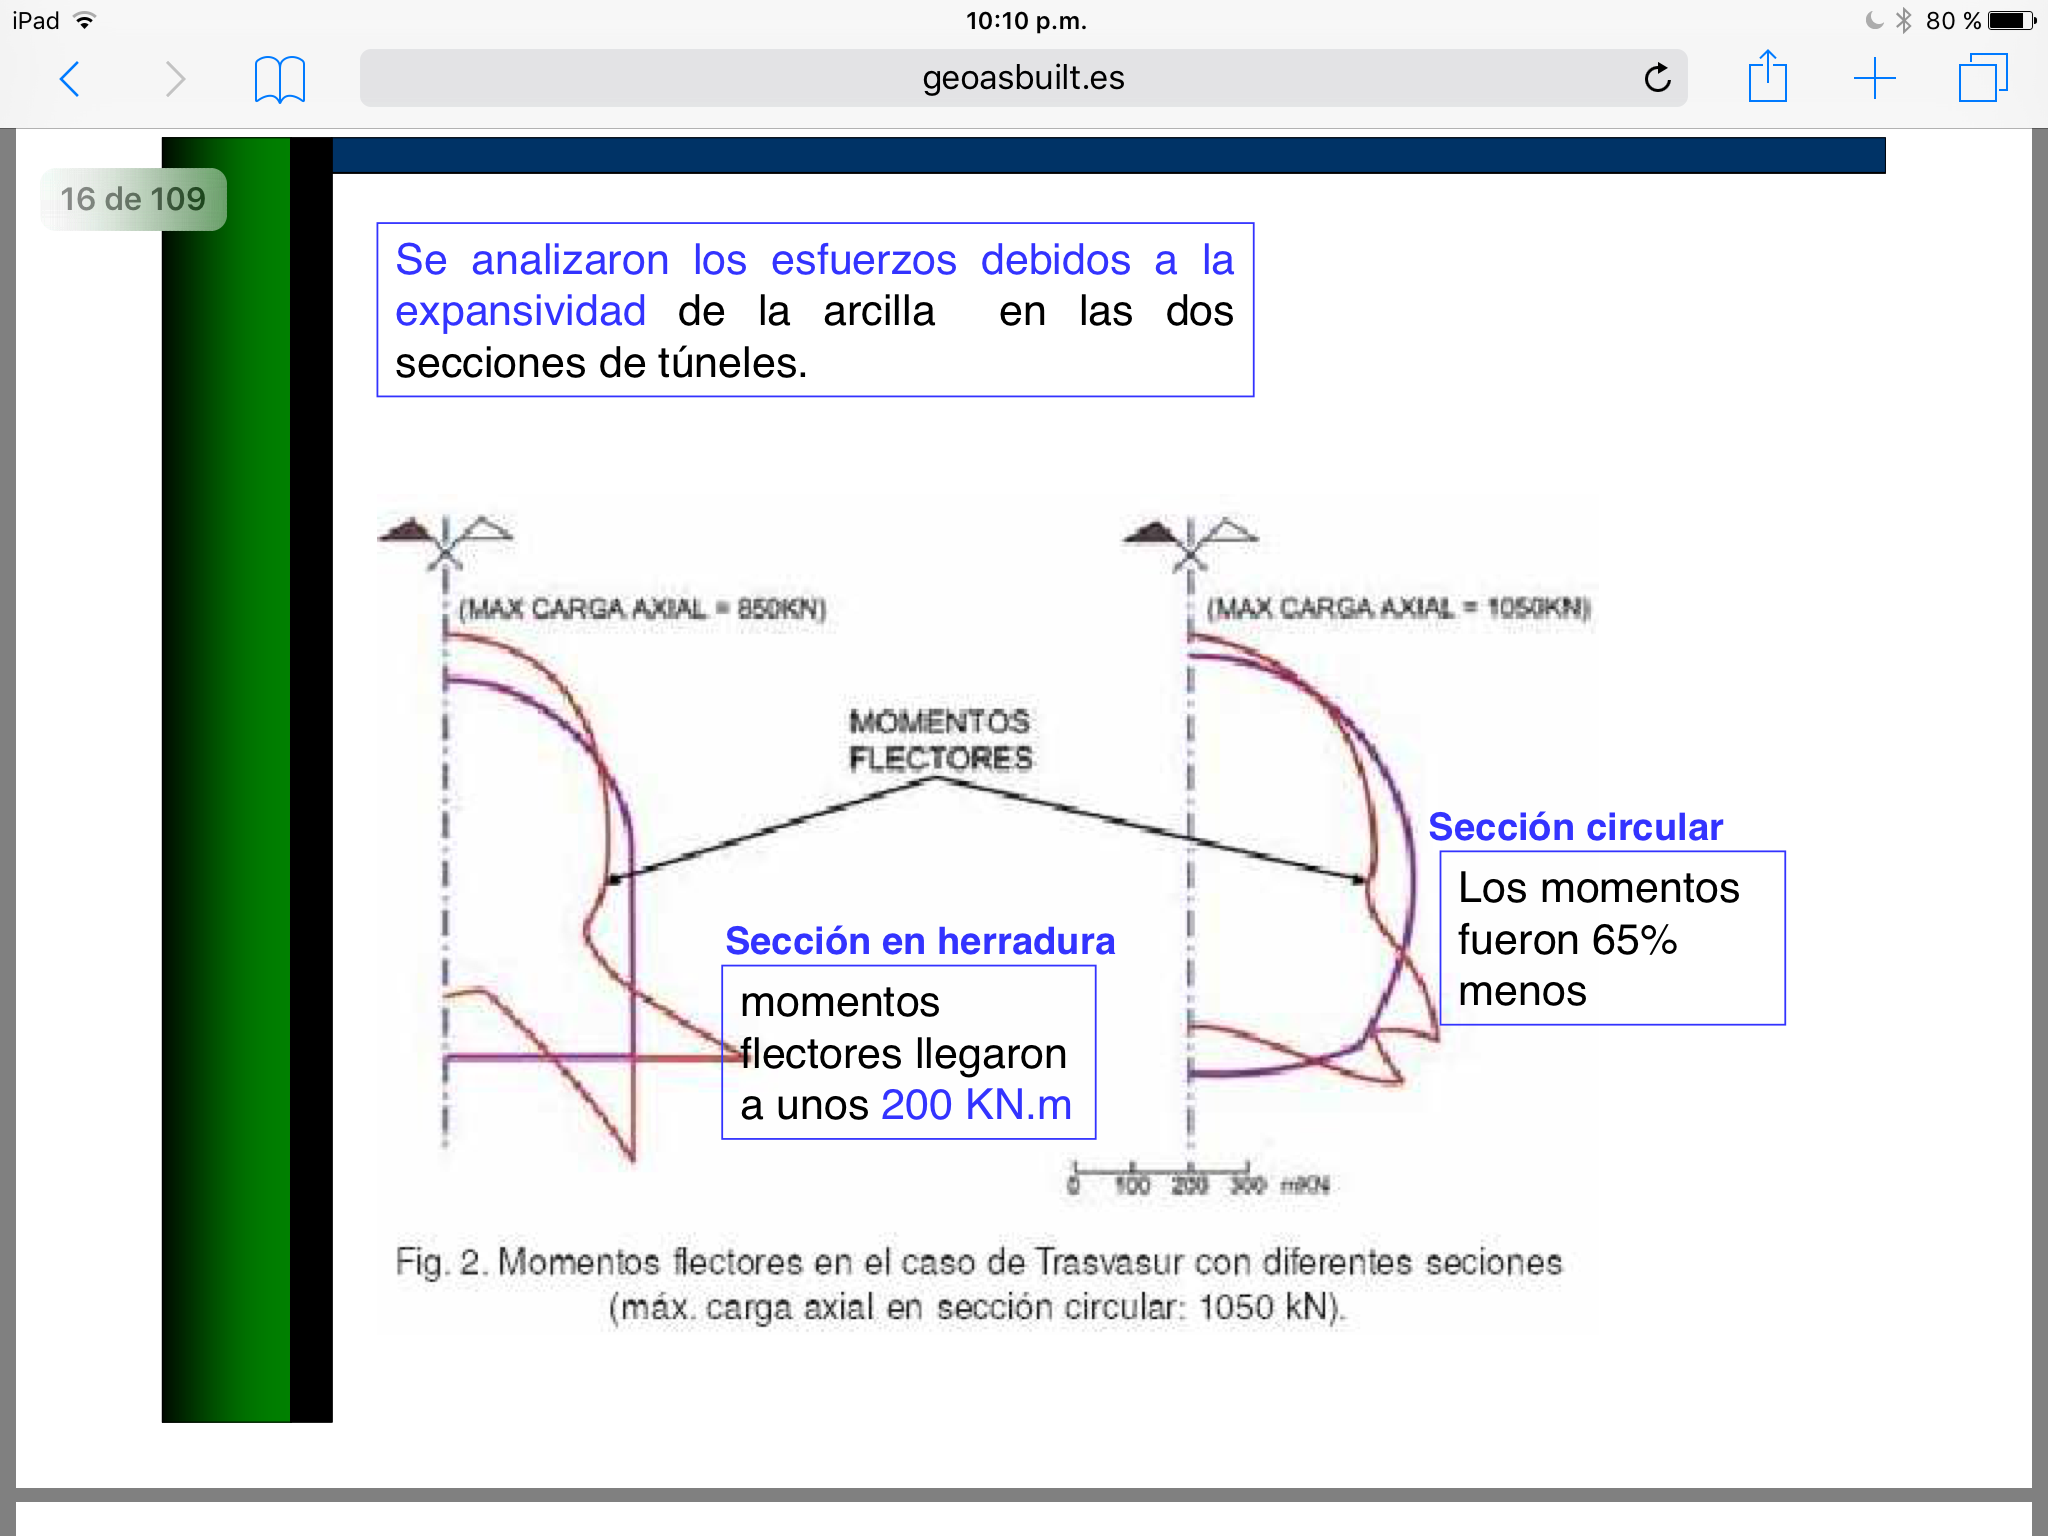 iPad
10:10 p.m.
80 %
geoasbuilt.es
16 de 109
Se analizaron los esfuerzos debidos a la
expansividad de la arcilla en las dos
secciones de túneles.
(MAX CARGA AXIAL = 850KN)
(MAX CARGA AXIAL = 1050KN)
MOMENTOS
FLECTORES
Sección circular
Los momentos
fueron 65%
menos
Sección en herradura
momentos
flectores llegaron
a unos 200 KN.m
0 100 200 300 mKN
Fig. 2. Momentos flectores en el caso de Trasvasur con diferentes seciones
(máx. carga axial en sección circular: 1050 kN).